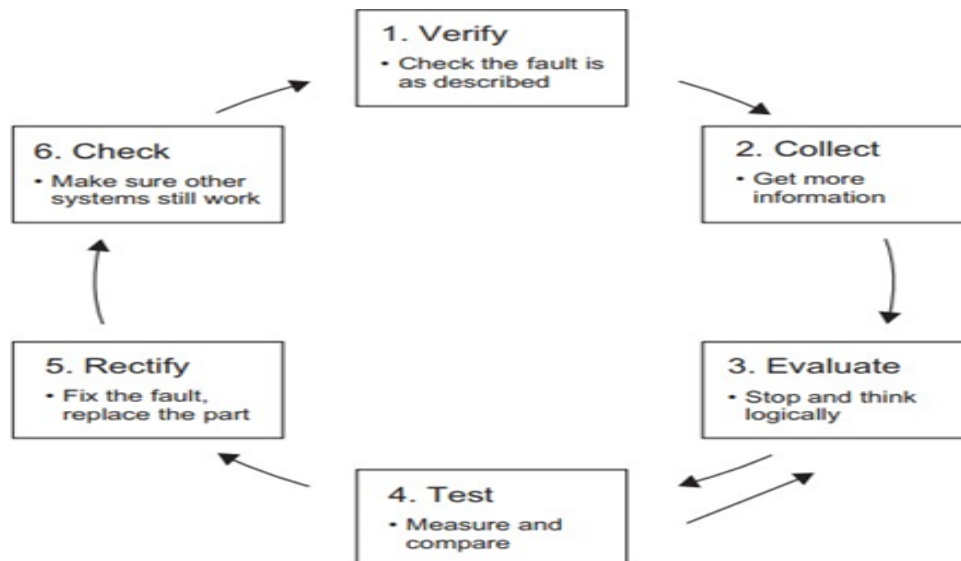 1. Verify
• Check the fault is
as described
2. Collect
• Get more
information
3. Evaluate
• Stop and think
logically
4. Test
• Measure and
compare
5. Rectify
• Fix the fault,
replace the part
6. Check
• Make sure other
systems still work